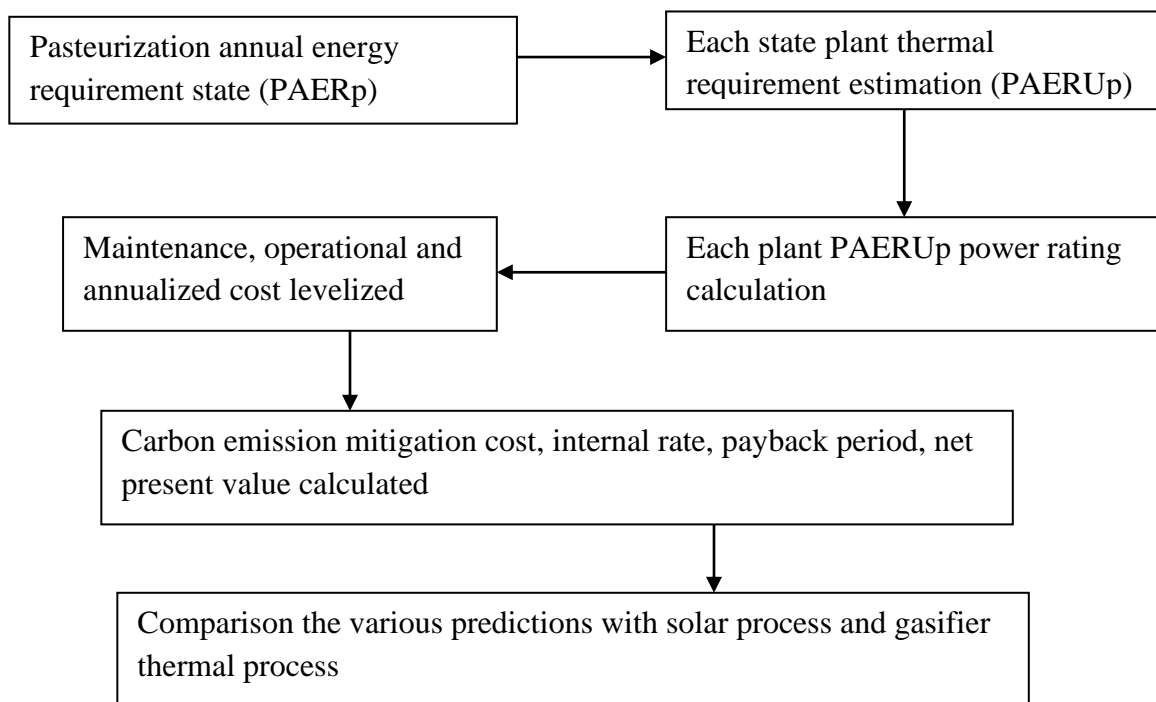 Pasteurization annual energy
requirement state (PAERp)
Each state plant thermal
requirement estimation (PAERUp)
Each plant PAERUp power rating
calculation
Maintenance, operational and
annualized cost levelized
Carbon emission mitigation cost, internal rate, payback period, net
present value calculated
Comparison the various predictions with solar process and gasifier
thermal process